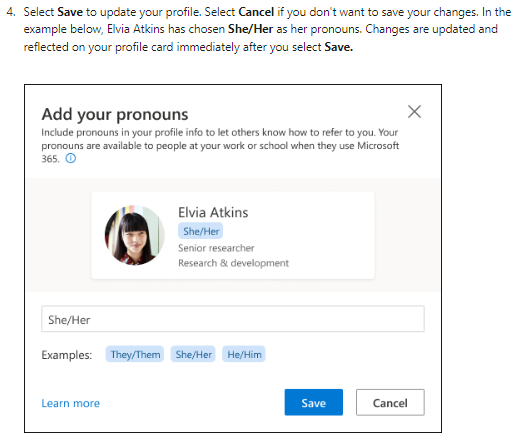 4. Select Save to update your profile. Select Cancel if you don't want to save your changes. In the
example below, Elvia Atkins has chosen She/Her as her pronouns. Changes are updated and
reflected on your profile card immediately after you select Save.
Add your pronouns
Include pronouns in your profile info to let others know how to refer to you. Your
pronouns are available to people at your work or school when they use Microsoft
365.
Elvia Atkins
She/Her
Senior researcher
Research & development
She/Her
Examples: They/Them She/Her He/Him
Learn more Save Cancel